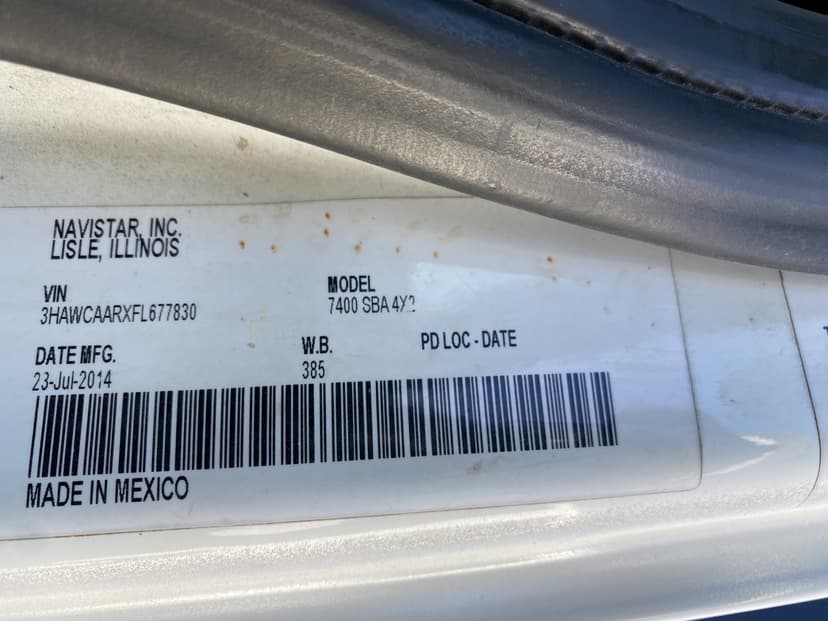 NAVISTAR, INC.
LISLE, ILLINOIS
VIN
3HAWCAARXFL677830
MODEL
7400 SBA 4X2
DATE MFG.
23-Jul-2014
W.B.
385
PD LOC - DATE
MADE IN MEXICO